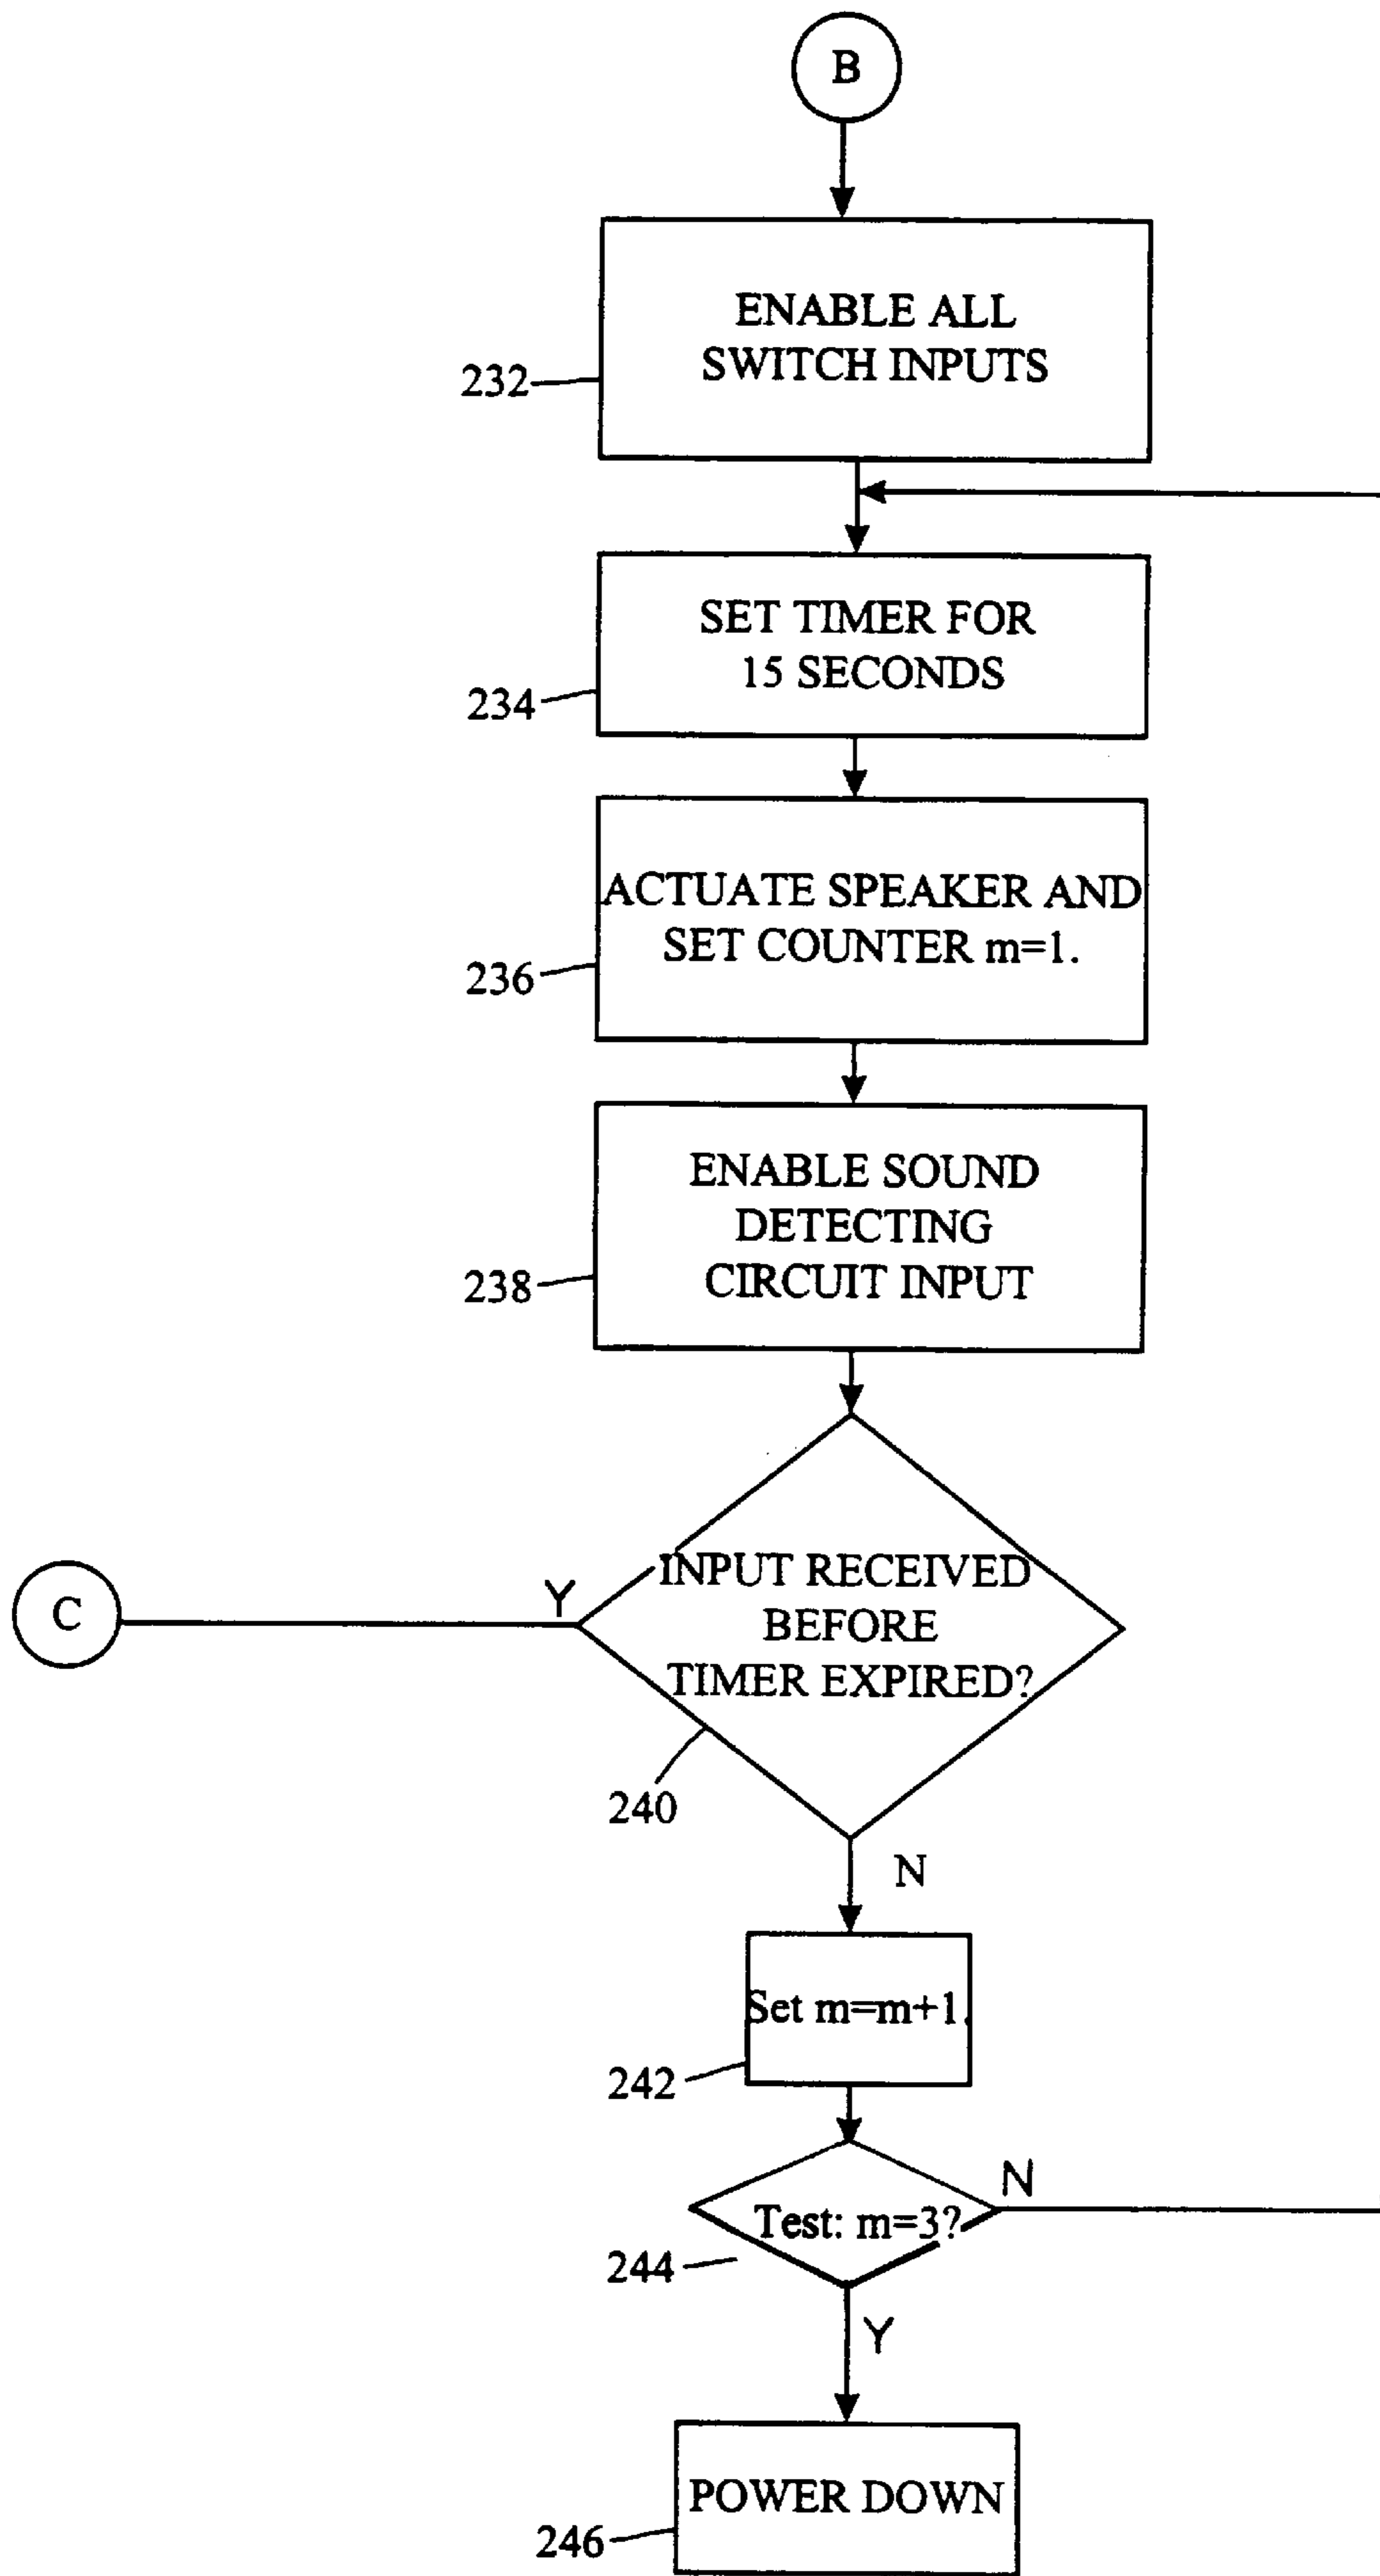 B
ENABLE ALL
SWITCH INPUTS
232
SET TIMER FOR
15 SECONDS
234
ACTUATE SPEAKER AND
SET COUNTER m=1.
236
ENABLE SOUND
DETECTING
CIRCUIT INPUT
238
C
Y
INPUT RECEIVED
BEFORE
TIMER EXPIRED?
240
N
Set m=m+1.
242
N
Test: m=3?
244
Y
POWER DOWN
246